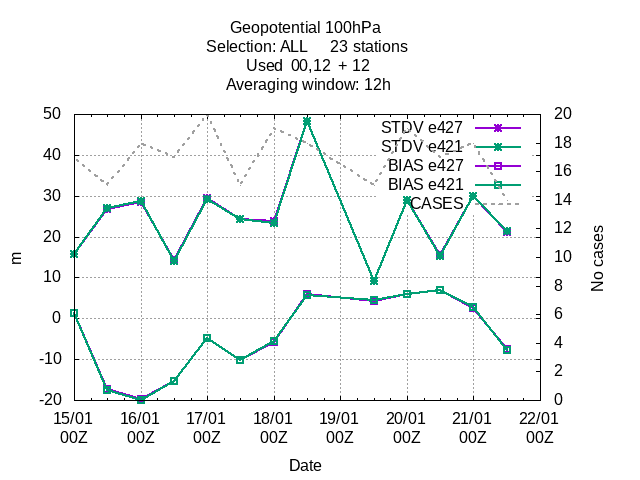 Geopotential 100hPa
Selection: ALL 23 stations
Used 00,12 + 12
Averaging window: 12h
STDV e427
STDV e421
BIAS e427
BIAS e421
CASES
50
40
30
20
10
0
-10
-20
m
20
18
16
14
12
10
8
6
4
2
0
No cases
15/01 16/01 17/01 18/01 19/01 20/01 21/01 22/01
00Z 00Z 00Z 00Z 00Z 00Z 00Z 00Z
Date